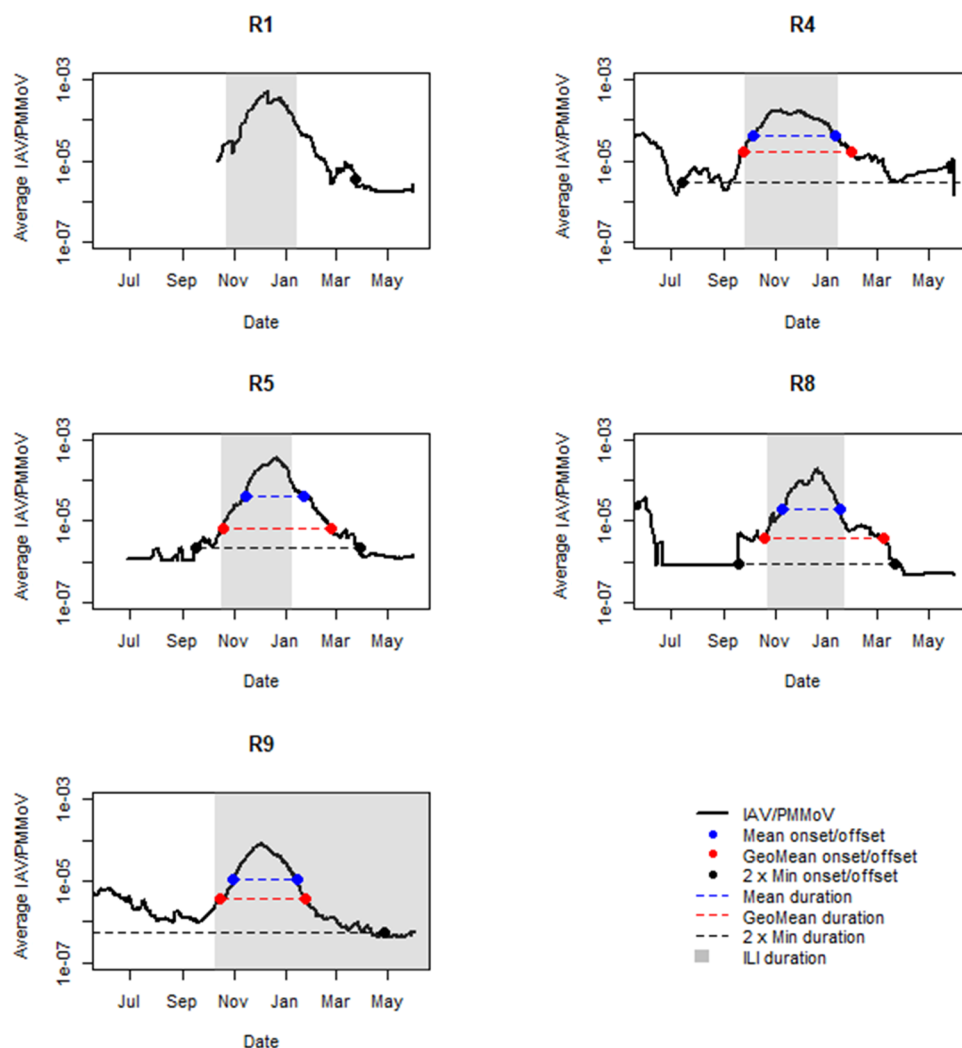 R1
Average IAV/PMMoV
1e-03
1e-05
1e-07
Jul Sep Nov Jan Mar May
Date
R4
Average IAV/PMMoV
1e-03
1e-05
1e-07
Jul Sep Nov Jan Mar May
Date
R5
Average IAV/PMMoV
1e-03
1e-05
1e-07
Jul Sep Nov Jan Mar May
Date
R8
Average IAV/PMMoV
1e-03
1e-05
1e-07
Jul Sep Nov Jan Mar May
Date
R9
Average IAV/PMMoV
1e-03
1e-05
1e-07
Jul Sep Nov Jan Mar May
Date
IAV/PMMoV
Mean onset/offset
GeoMean onset/offset
2 x Min onset/offset
Mean duration
GeoMean duration
2 x Min duration
ILI duration